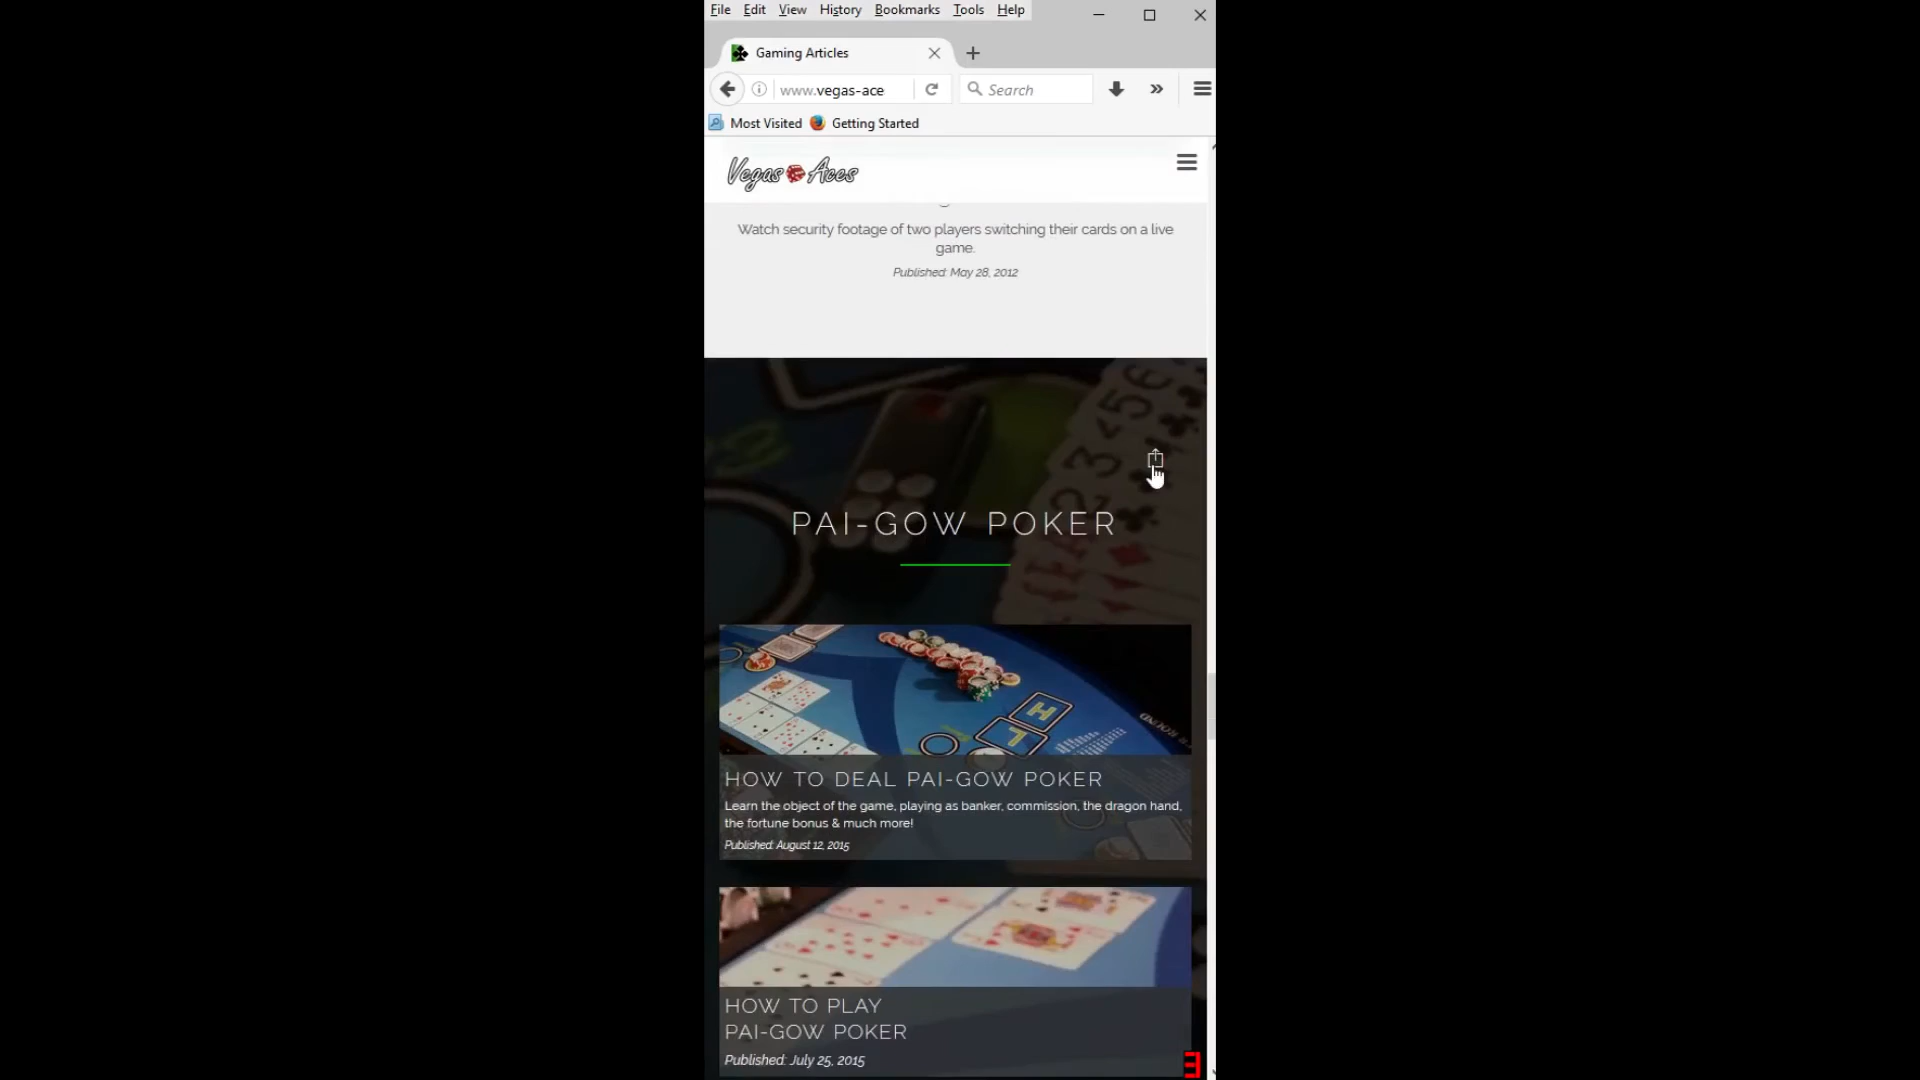 File Edit View History Bookmarks Tools Help
Gaming Articles
www.vegas-ace
Search
Most Visited Getting Started
Vegas Aces
Watch security footage of two players switching their cards on a live
game.
Published: May 28, 2012
PAI-GOW POKER
HOW TO DEAL PAI-GOW POKER
Learn the object of the game, playing as banker, commission, the dragon hand,
the fortune bonus & much more!
Published: August 12, 2015
HOW TO PLAY
PAI-GOW POKER
Published: July 25, 2015